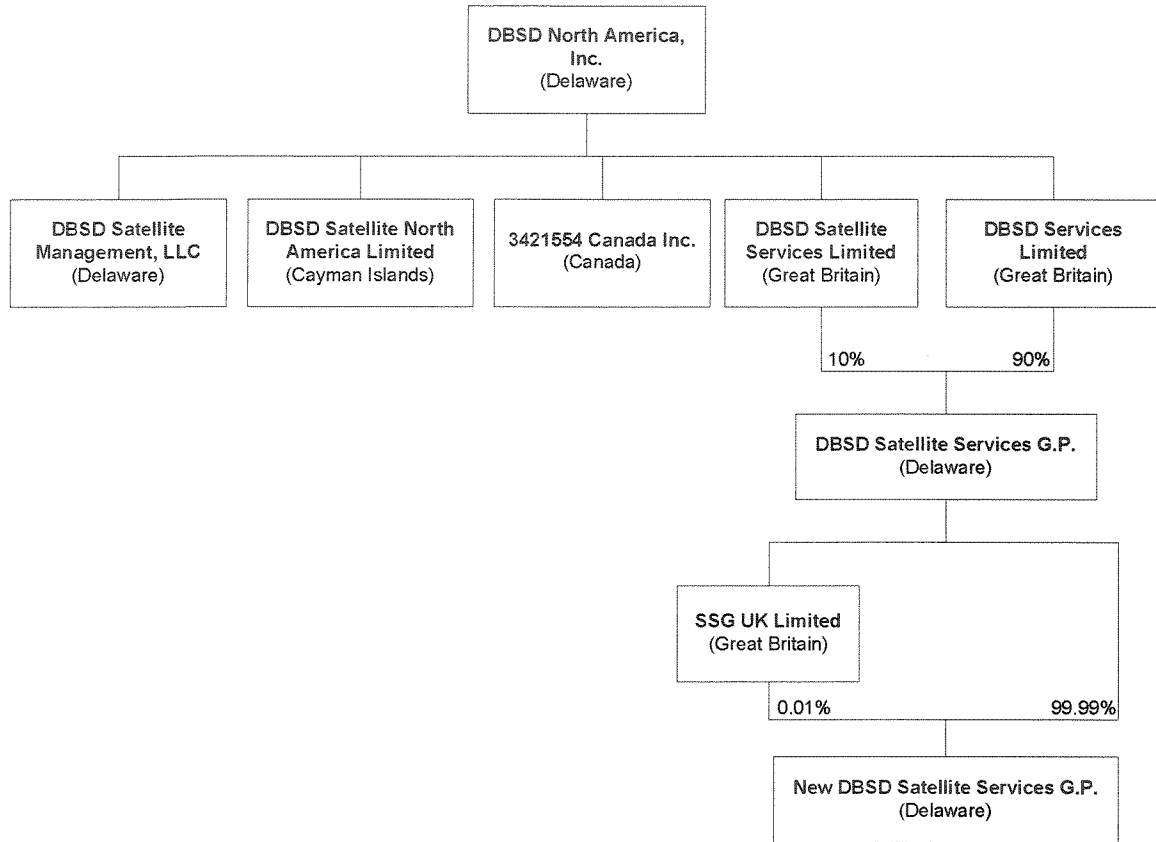 DBSD North America,
Inc.
(Delaware)
DBSD Satellite
Management, LLC
(Delaware)
DBSD Satellite North
America Limited
(Cayman Islands)
3421554 Canada Inc.
(Canada)
DBSD Satellite
Services Limited
(Great Britain)
DBSD Services
Limited
(Great Britain)
10%
90%
DBSD Satellite Services G.P.
(Delaware)
SSG UK Limited
(Great Britain)
0.01%
99.99%
New DBSD Satellite Services G.P.
(Delaware)